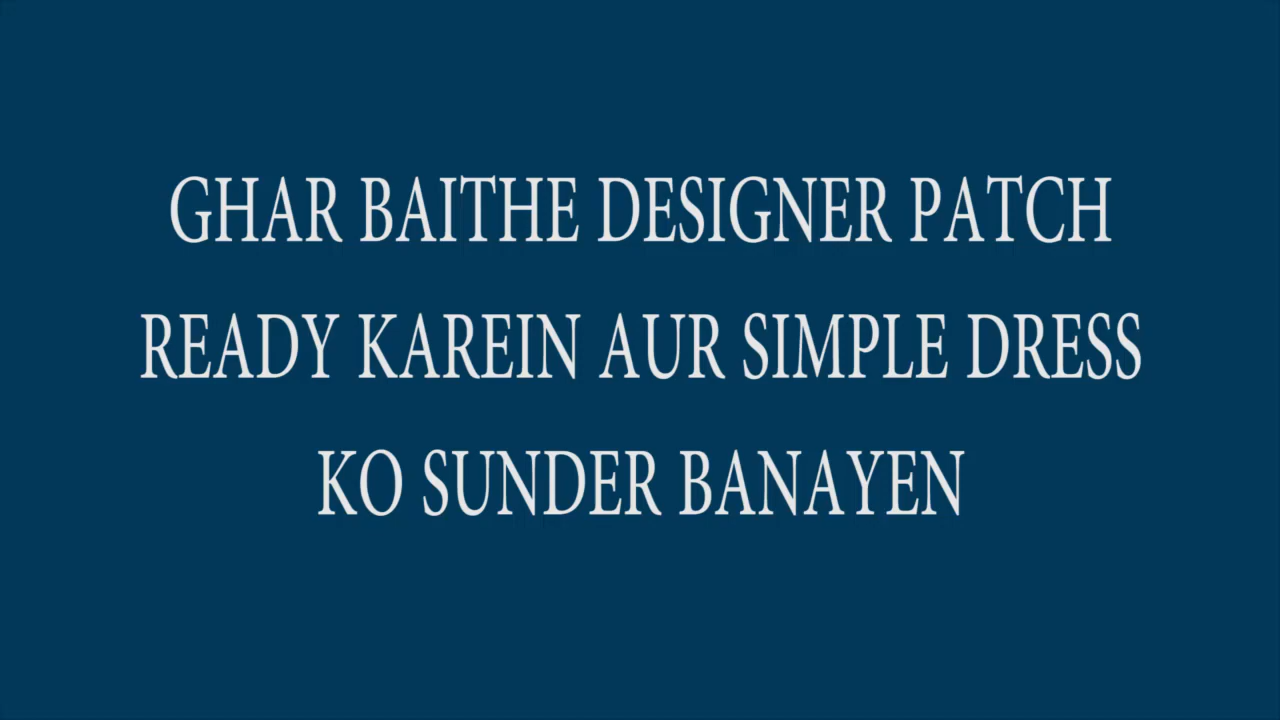 GHAR BAITHE DESIGNER PATCH
READY KAREIN AUR SIMPLE DRESS
KO SUNDER BANAYEN